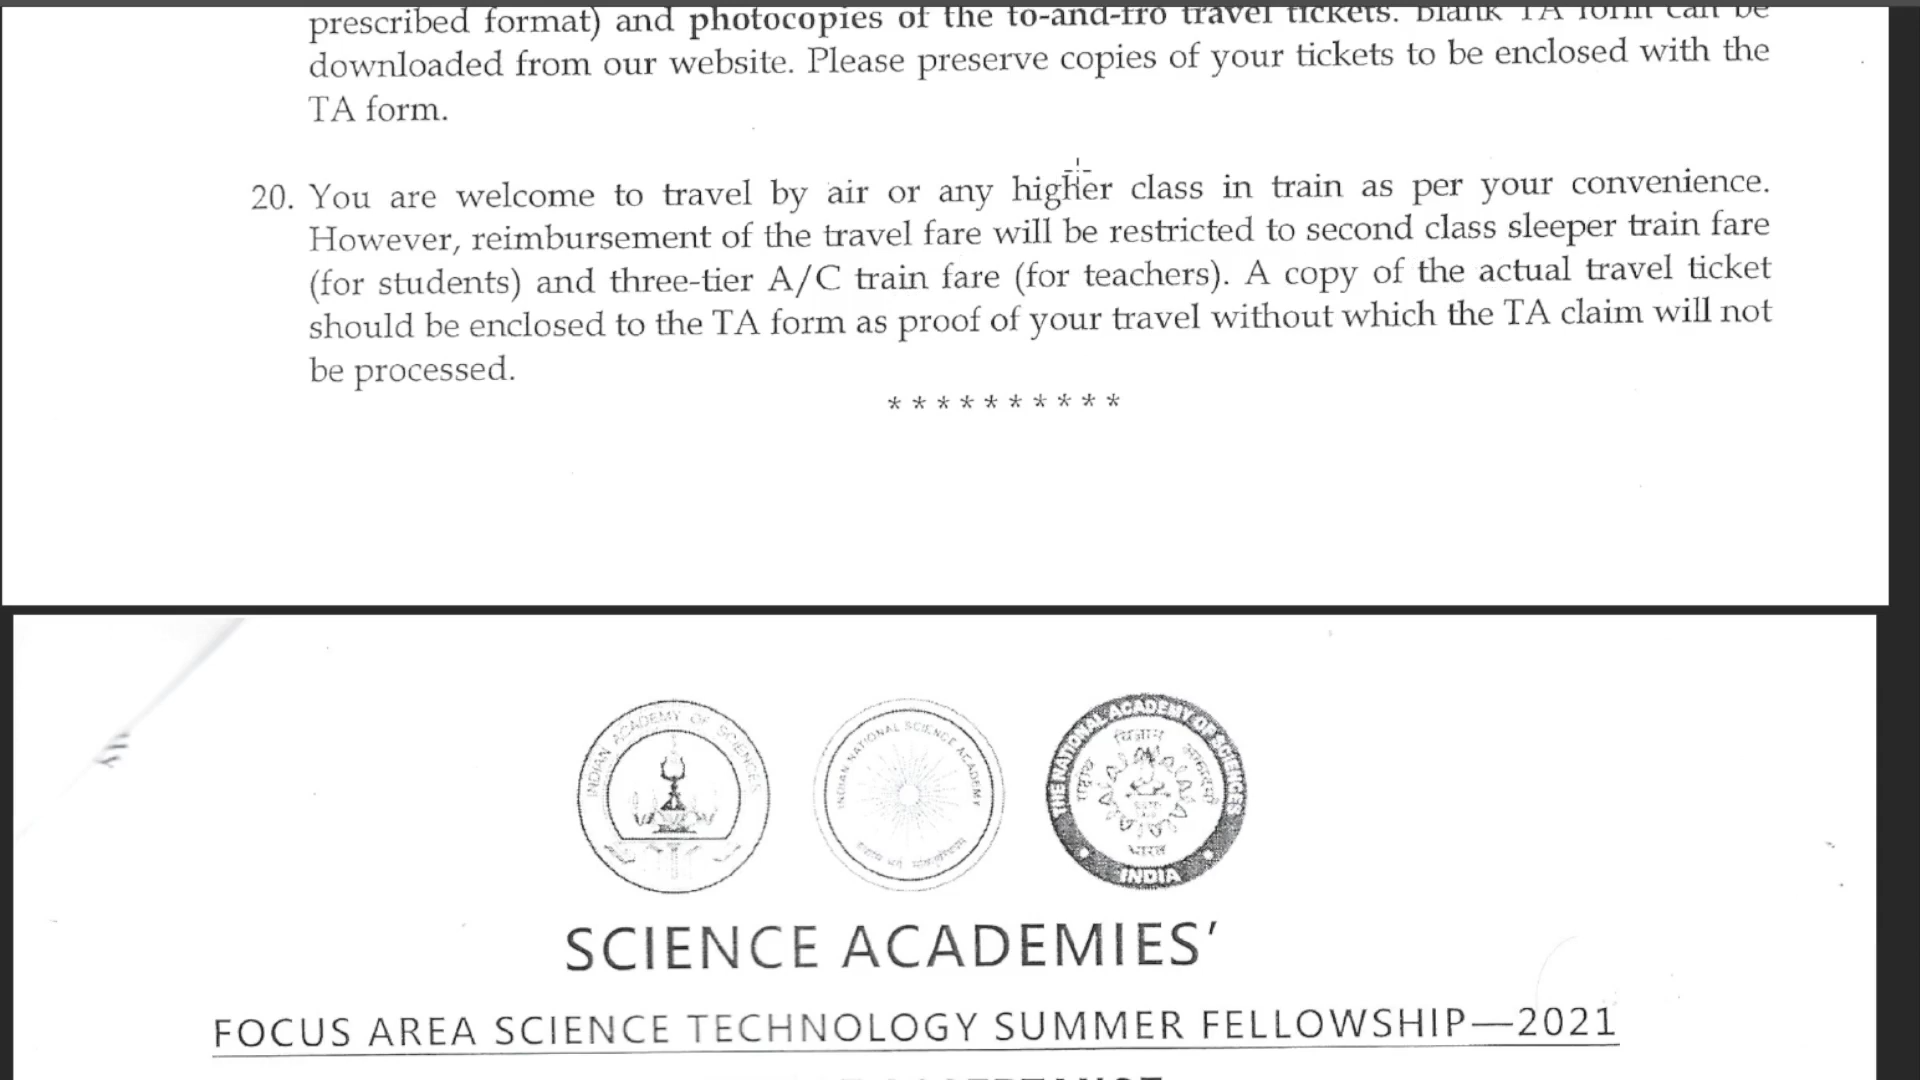 prescribed format) and photocopies of the to-and-fro travel tickets. Blank TA form can be
downloaded from our website. Please preserve copies of your tickets to be enclosed with the
TA form.
20. You are welcome to travel by air or any higher class in train as per your convenience.
However, reimbursement of the travel fare will be restricted to second class sleeper train fare
(for students) and three-tier A/C train fare (for teachers). A copy of the actual travel ticket
should be enclosed to the TA form as proof of your travel without which the TA claim will not
be processed.
* * * * * * * * * *
INDIAN ACADEMY OF SCIENCES
INDIAN NATIONAL SCIENCE ACADEMY
THE NATIONAL ACADEMY OF SCIENCES
विज्ञान
भारत
INDIA
SCIENCE ACADEMIES’
FOCUS AREA SCIENCE TECHNOLOGY SUMMER FELLOWSHIP—2021